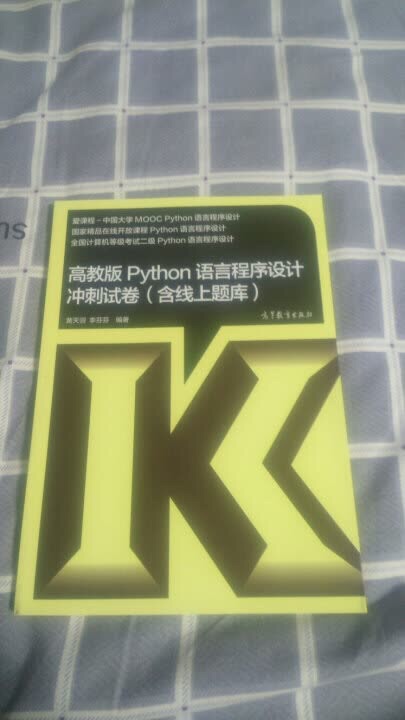 爱课程-中国大学MOOC Python语言程序设计
国家精品在线开放课程 Python语言程序设计
全国计算机等级考试二级 Python语言程序设计
高教版 Python 语言程序设计
冲刺试卷（含线上题库）
黄天羽 李芬芬 编著
高等教育出版社